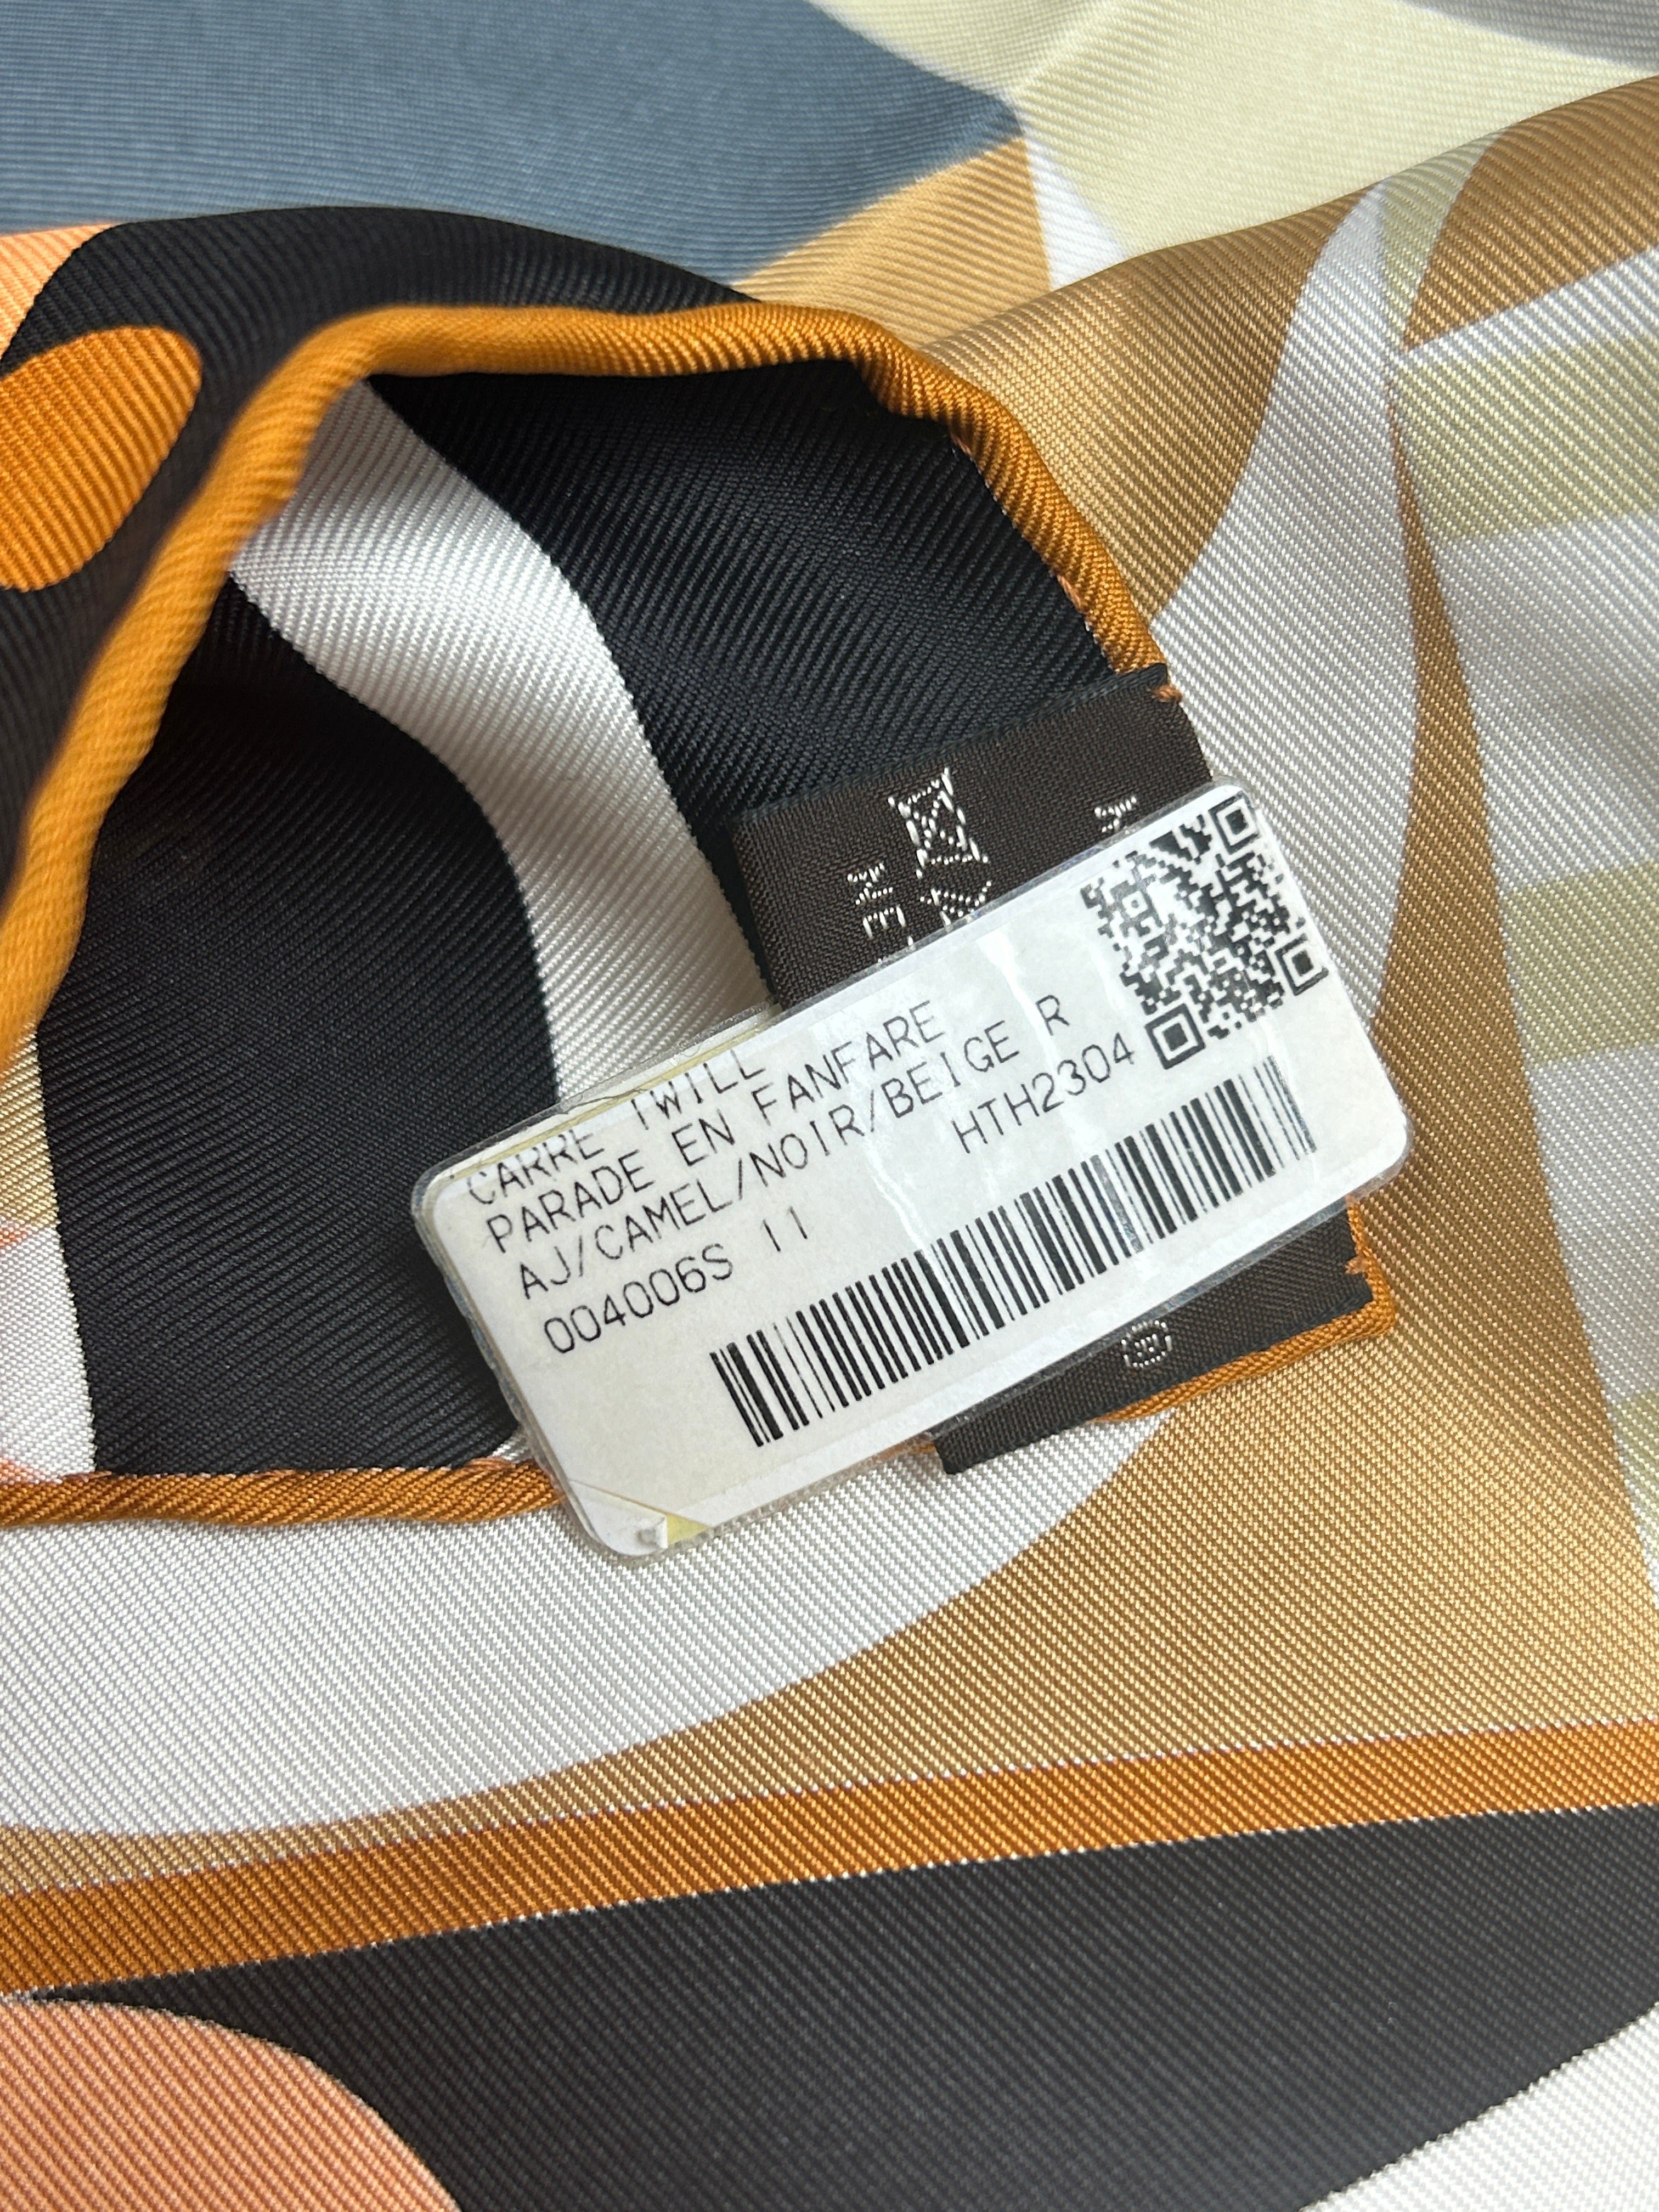 CARRE TWILL
PARADE EN FANFARE
AJ/CAMEL/NOIR/BEIGE R
004006S 11 HTH2304